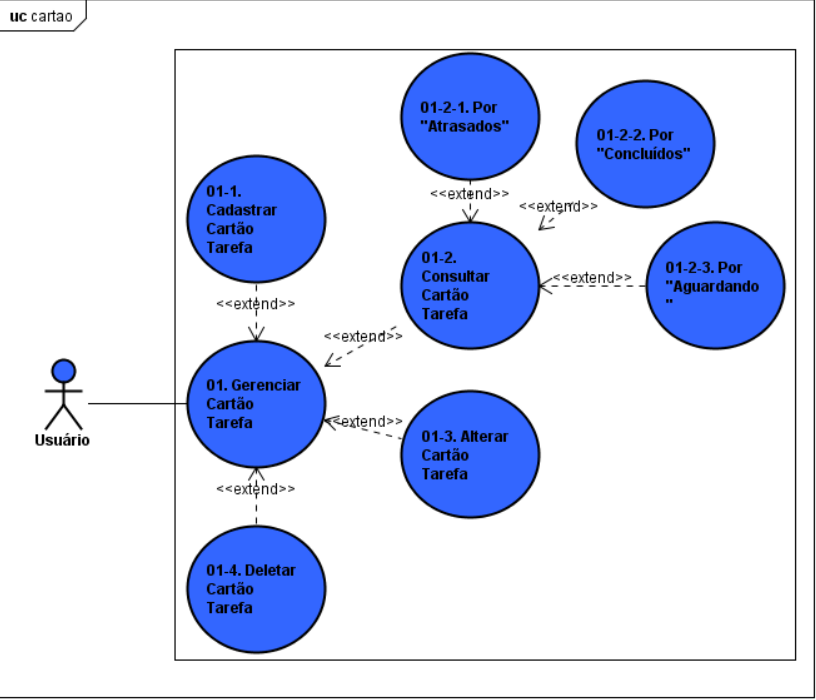 uc cartao
01-2-1. Por
"Atrasados"
01-2-2. Por
"Concluídos"
01-1.
Cadastrar
Cartão
Tarefa
<<extend>>
<<extend>>
01-2.
Consultar
Cartão
Tarefa
<<extend>>
01-2-3. Por
"Aguardando
"
<<extend>>
<<extend>>
01. Gerenciar
Cartão
Tarefa
<<extend>>
01-3. Alterar
Cartão
Tarefa
Usuário
<<extend>>
01-4. Deletar
Cartão
Tarefa